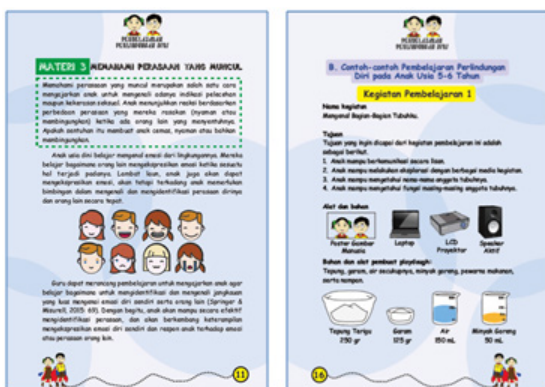 PEMBELAJARAN
PERLINDUNGAN DIRI
MATERI 3 MEMAHAMI PERASAAN YANG MUNCUL
Memahami perasaan yang muncul merupakan salah satu cara
mengajarkan anak untuk mengenali adanya indikasi pelecehan
maupun kekerasan seksual. Anak menunjukkan reaksi berdasarkan
perbedaan perasaan yang mereka rasakan (nyaman atau
membingungkan) ketika ada orang lain yang menyentuhnya.
Apakah sentuhan itu membuat anak cemas, nyaman atau bahkan
membingungkan.
Anak usia dini belajar mengenal emosi dari lingkungannya. Mereka
belajar bagaimana orang lain mengekspresikan emosi ketika sesuatu
hal terjadi padanya. Lambat laun, anak juga akan dapat
mengekspresikan emosi, akan tetapi terkadang anak memerlukan
bimbingan dalam mengenali dan mengidentifikasi perasaan dirinya
dan orang lain secara tepat.
Guru dapat merancang pembelajaran untuk mengajarkan anak agar
belajar bagaimana untuk mengidentifikasi dan mengenali jangkauan
yang luas mengenai emosi diri sendiri serta orang lain (Springer &
Misurell, 2015: 69). Dengan begitu, anak akan mampu secara efektif
mengidentifikasi perasaan, dan akan berkembang keterampilan
mengekspresikan emosi diri sendiri dan respon anak terhadap emosi
atau perasaan orang lain.
11
PEMBELAJARAN
PERLINDUNGAN DIRI
B. Contoh-contoh Pembelajaran Perlindungan
Diri pada Anak Usia 5-6 Tahun
Kegiatan Pembelajaran 1
Nama kegiatan
Mengenal Bagian-Bagian Tubuhku.
Tujuan
Tujuan yang ingin dicapai dari kegiatan pembelajaran ini adalah
sebagai berikut.
1. Anak mampu berkomunikasi secara lisan.
2. Anak mampu melakukan eksplorasi dengan berbagai media kegiatan.
3. Anak mampu mengetahui nama-nama anggota tubuhnya.
4. Anak mampu mengetahui fungsi masing-masing anggota tubuhnya.
Alat dan bahan
Poster Gambar
Manusia
Laptop
LCD
Proyektor
Speaker
Aktif
Bahan dan alat pembuat playdough:
Tepung, garam, air secukupnya, minyak goreng, pewarna makanan,
serta nampan.
Tepung Terigu
250 gr
Garam
125 gr
Air
150 mL
Minyak Goreng
50 mL
16